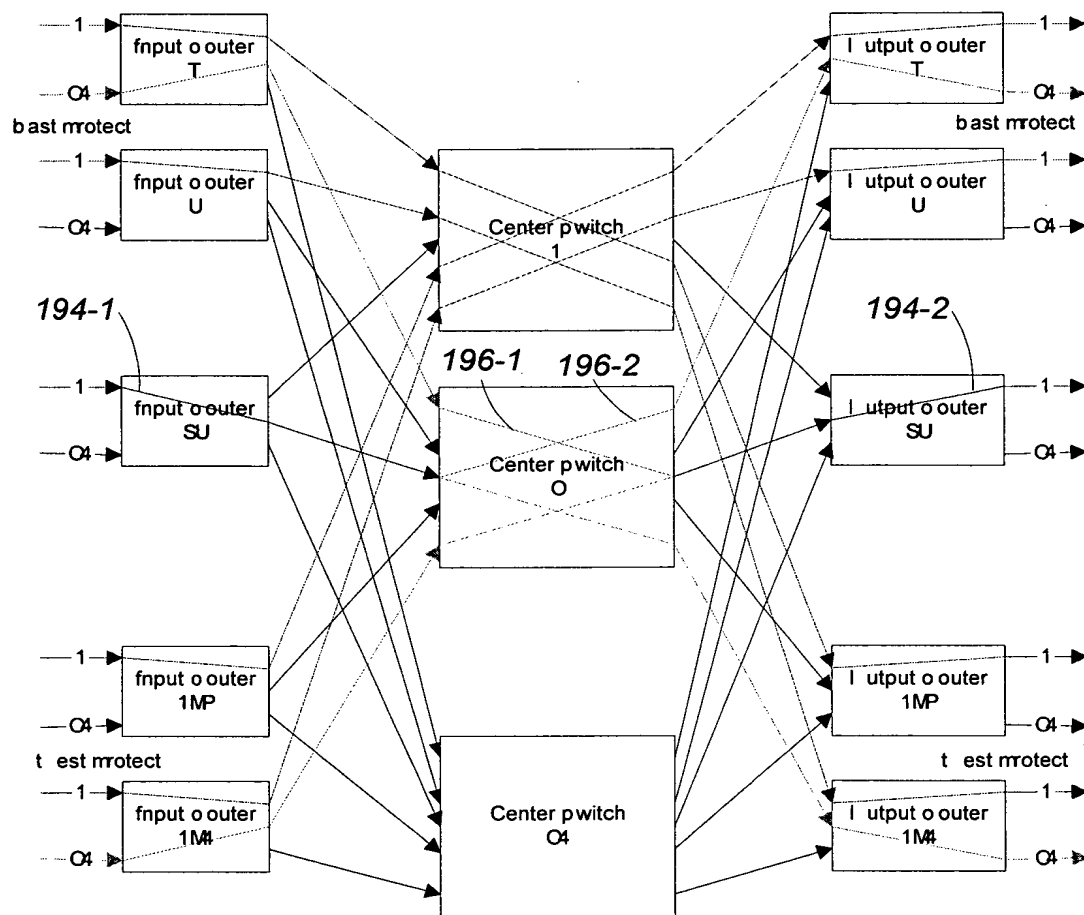 1
fnput o outer
T
O4
b ast mrotect
1
fnput o outer
U
O4
194-1
1
fnput o outer
SU
O4
1
fnput o outer
1MP
O4
t est mrotect
1
fnput o outer
1M4
O4
Center pwitch
1
196-1
196-2
Center pwitch
O
Center pwitch
O4
l utput o outer
T
1
O4
b ast mrotect
l utput o outer
U
1
O4
194-2
l utput o outer
SU
1
O4
l utput o outer
1MP
1
O4
t est mrotect
l utput o outer
1M4
1
O4